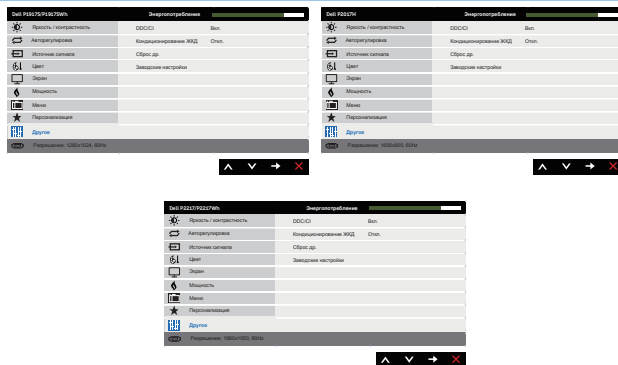 Dell P1917S/P1917SWh Энергопотребление
Яркость / контрастность DDC/CI Вкл.
Авторегулировка Кондиционирование ЖКД Откл.
Источник сигнала Сброс др.
Цвет Заводские настройки
Экран
Мощность
Меню
Персонализация
Другое
Разрешение: 1280x1024, 60Hz
Dell P2017H Энергопотребление
Яркость / контрастность DDC/CI Вкл.
Авторегулировка Кондиционирование ЖКД Откл.
Источник сигнала Сброс др.
Цвет Заводские настройки
Экран
Мощность
Меню
Персонализация
Другое
Разрешение: 1600x900, 60Hz
Dell P2217/P2217Wh Энергопотребление
Яркость / контрастность DDC/CI Вкл.
Авторегулировка Кондиционирование ЖКД Откл.
Источник сигнала Сброс др.
Цвет Заводские настройки
Экран
Мощность
Меню
Персонализация
Другое
Разрешение: 1680x1050, 60Hz